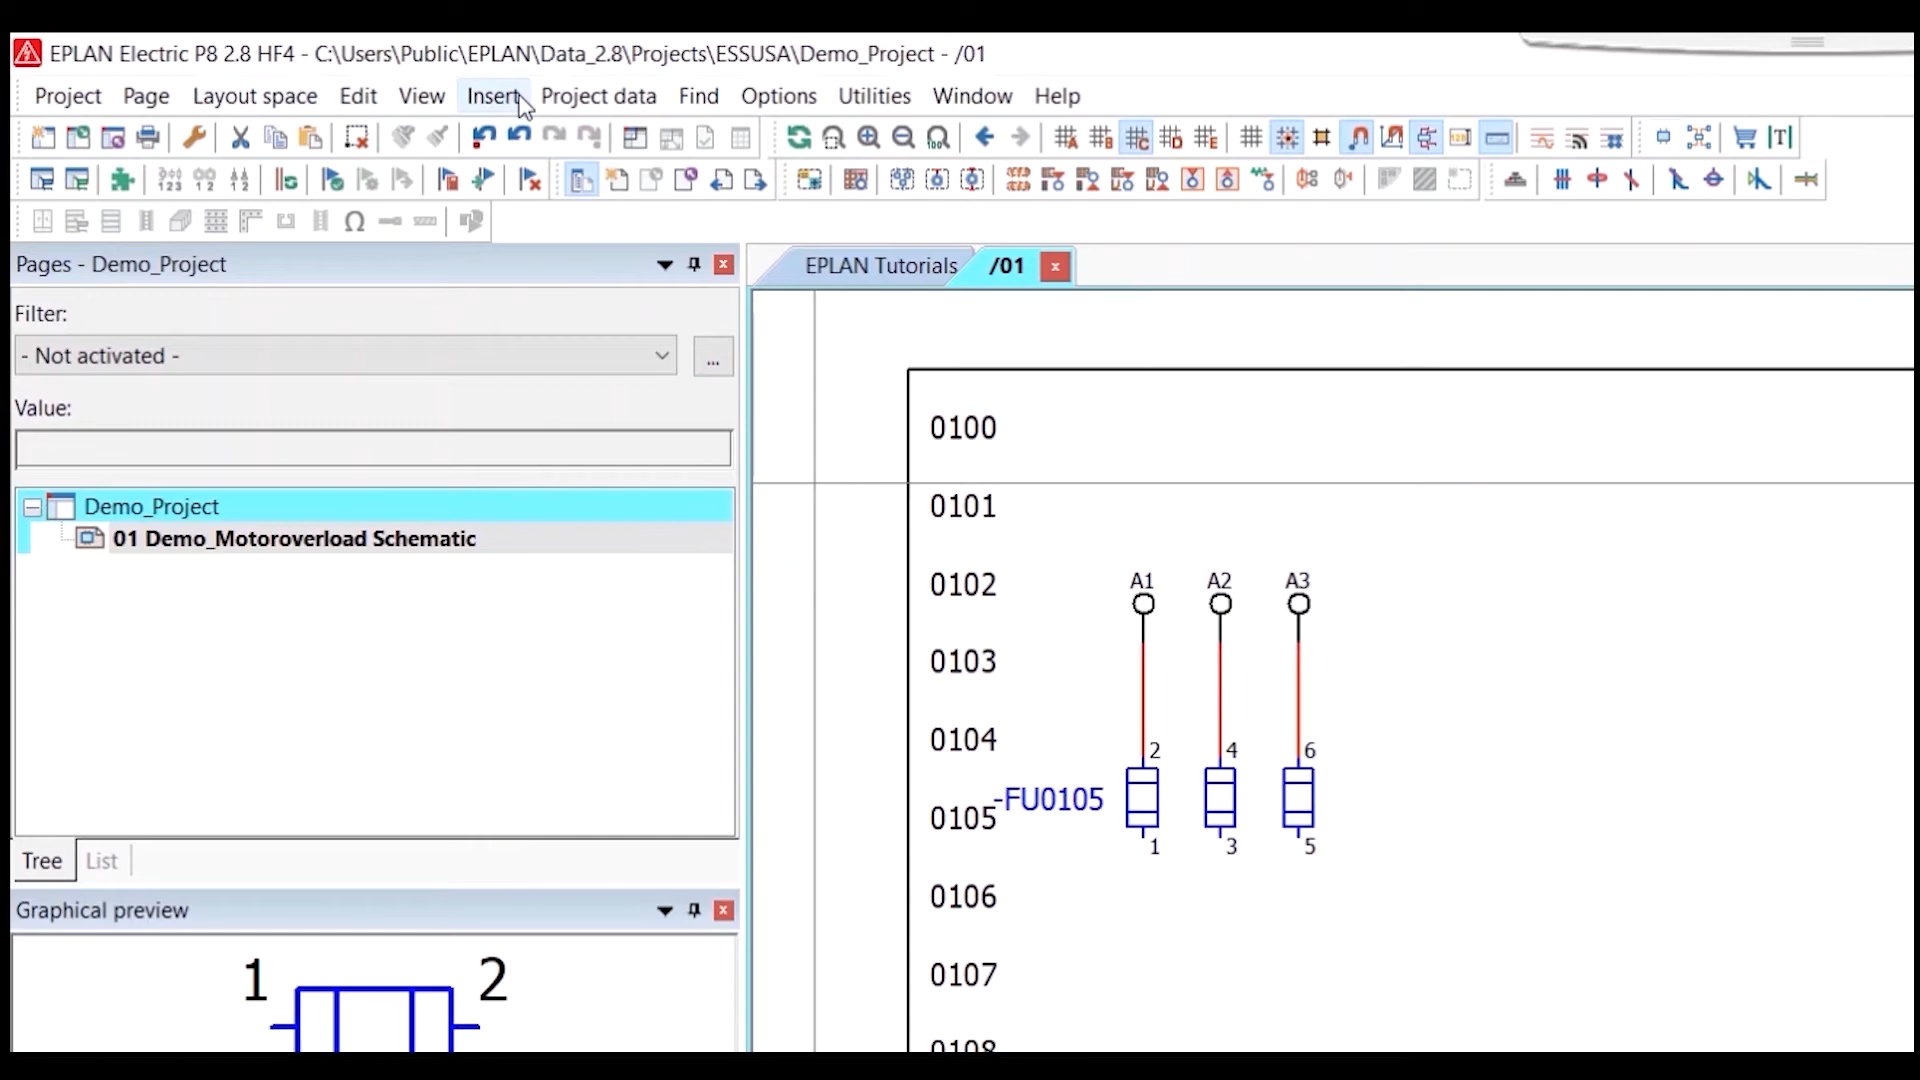 EPLAN Electric P8 2.8 HF4 - C:\Users\Public\EPLAN\Data_2.8\Projects\ESSUSA\Demo_Project - /01
Project Page Layout space Edit View Insert Project data Find Options Utilities Window Help
Pages - Demo_Project
EPLAN Tutorials /01
Filter:
- Not activated -
...
Value:
Demo_Project
01 Demo_Motoroverload Schematic
Tree List
Graphical preview
1 2
0100
0101
0102
A1 A2 A3
0103
0104
2 4 6
0105
-FU0105
1 3 5
0106
0107
0108